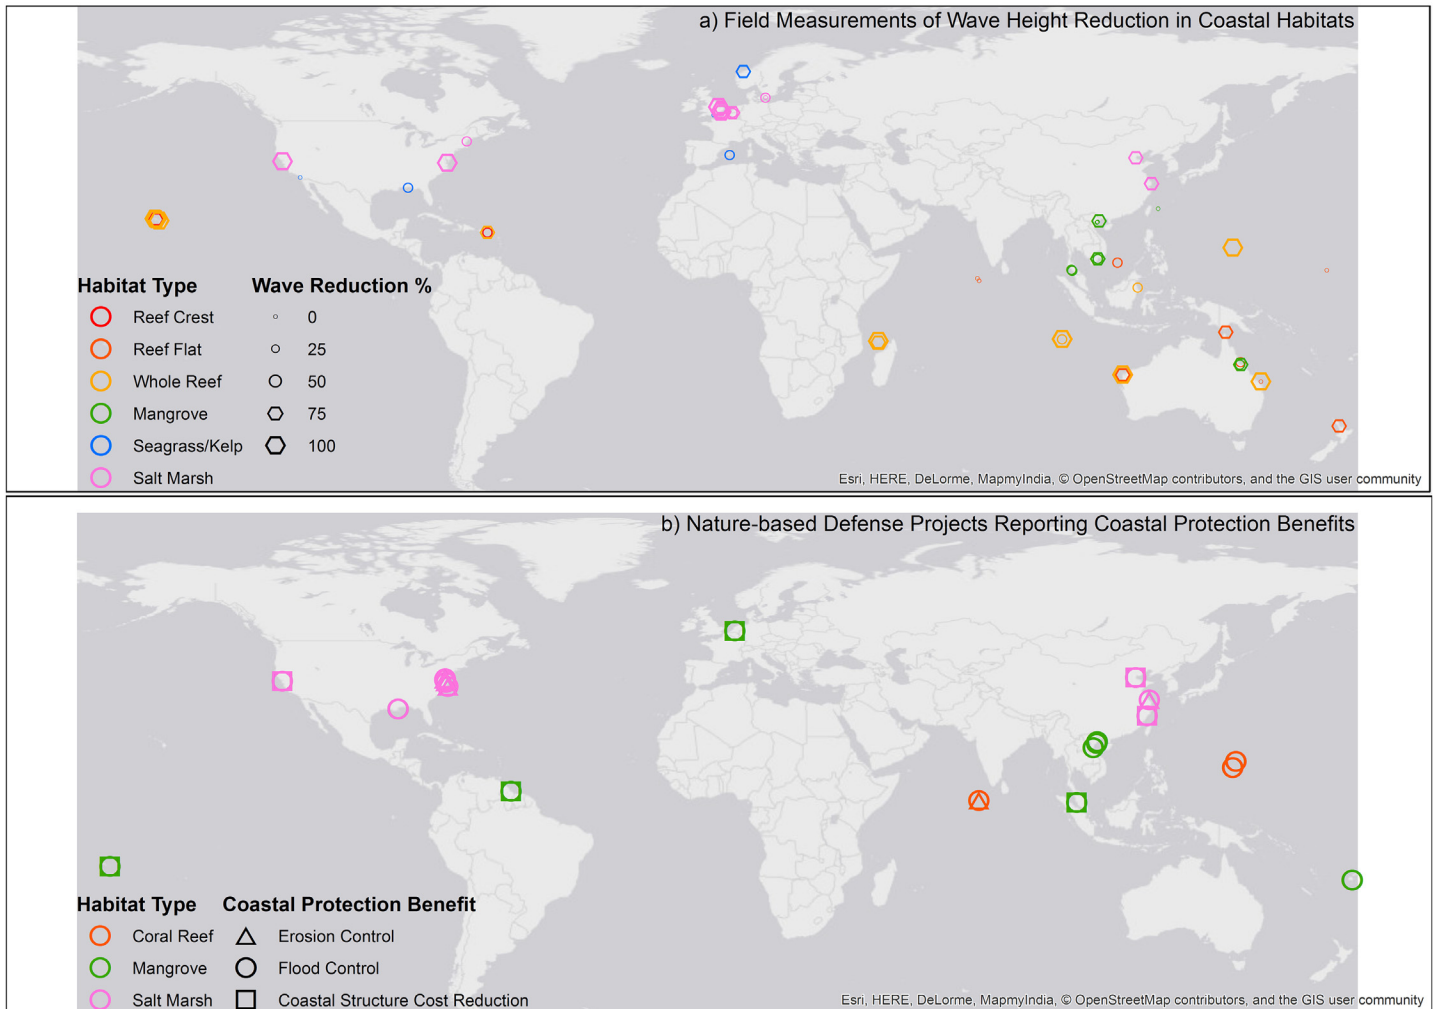 a) Field Measurements of Wave Height Reduction in Coastal Habitats
Habitat Type
Reef Crest
Reef Flat
Whole Reef
Mangrove
Seagrass/Kelp
Salt Marsh
Wave Reduction %
0
25
50
75
100
Esri, HERE, DeLorme, MapmyIndia, © OpenStreetMap contributors, and the GIS user community
b) Nature-based Defense Projects Reporting Coastal Protection Benefits
Habitat Type
Coral Reef
Mangrove
Salt Marsh
Coastal Protection Benefit
Erosion Control
Flood Control
Coastal Structure Cost Reduction
Esri, HERE, DeLorme, MapmyIndia, © OpenStreetMap contributors, and the GIS user community